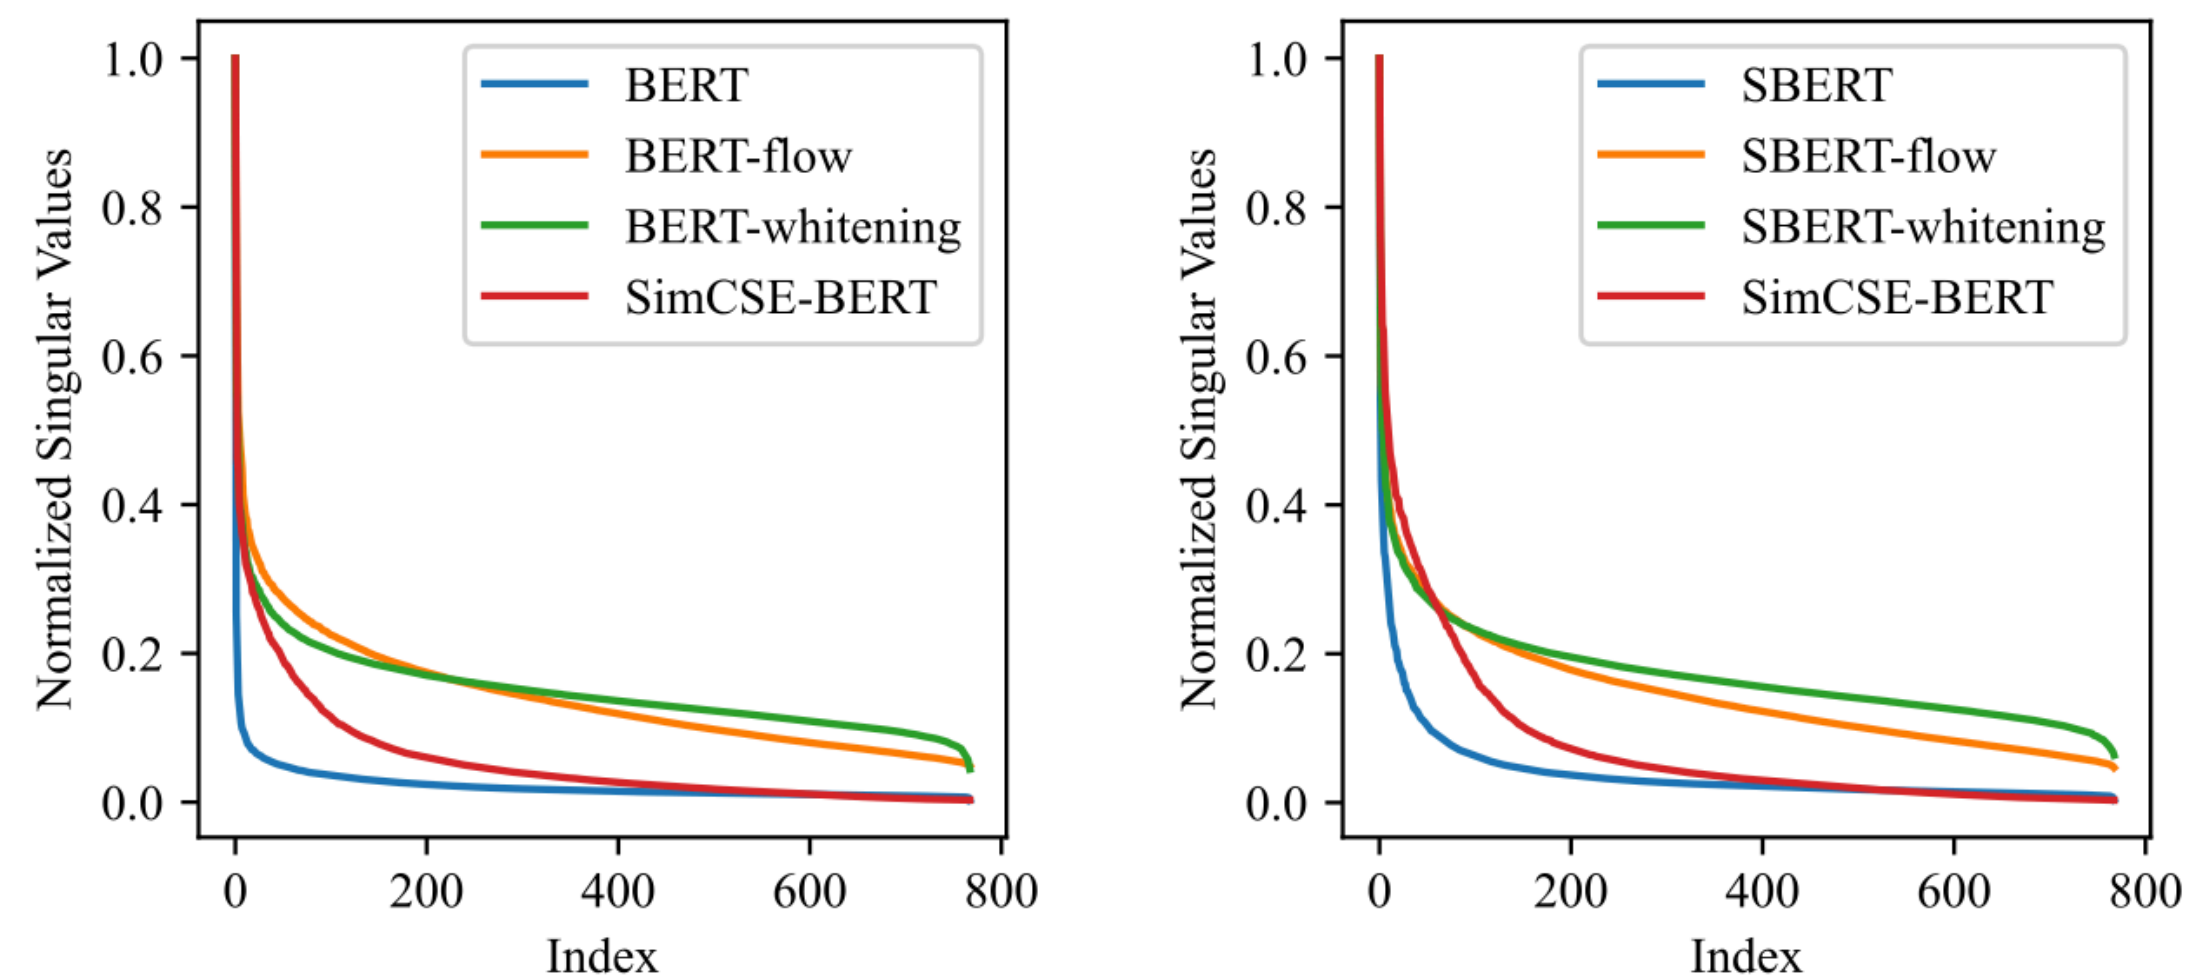 Normalized Singular Values
1.0
0.8
0.6
0.4
0.2
0.0
BERT
BERT-flow
BERT-whitening
SimCSE-BERT
0 200 400 600 800
Index
Normalized Singular Values
1.0
0.8
0.6
0.4
0.2
0.0
SBERT
SBERT-flow
SBERT-whitening
SimCSE-BERT
0 200 400 600 800
Index